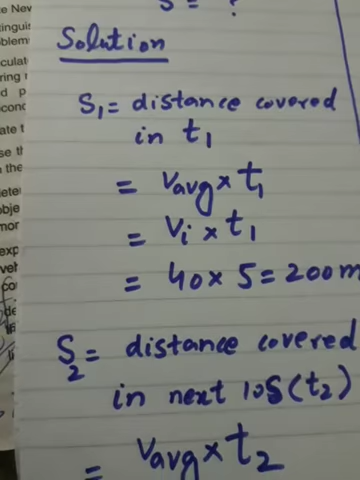 S = ?
Solution
S₁ = distance covered
in t₁
= Vavg × t₁
= Vi × t₁
= 40 × 5 = 200m
S₂ = distance covered
in next 10S (t₂)
= Vavg × t₂